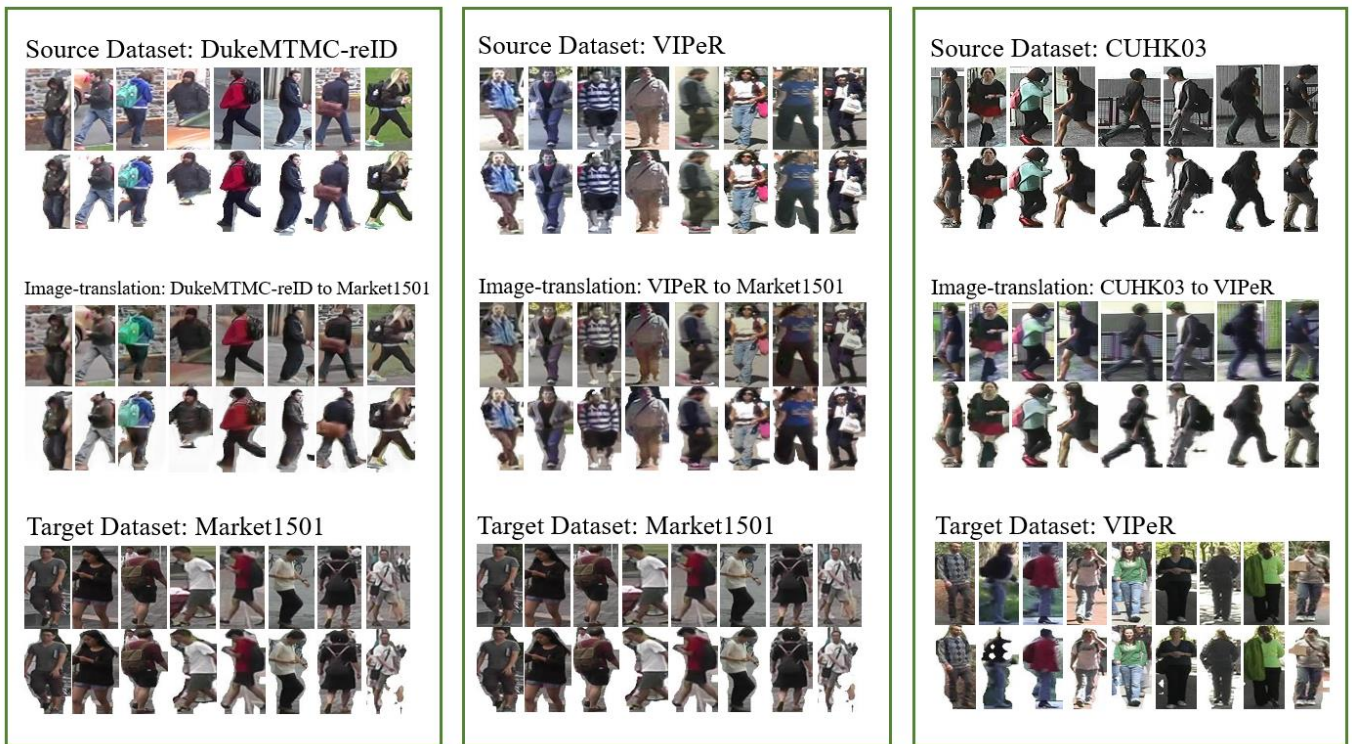 Source Dataset: DukeMTMC-reID
Image-translation: DukeMTMC-reID to Market1501
Target Dataset: Market1501
Source Dataset: VIPeR
Image-translation: VIPeR to Market1501
Target Dataset: Market1501
Source Dataset: CUHK03
Image-translation: CUHK03 to VIPeR
Target Dataset: VIPeR